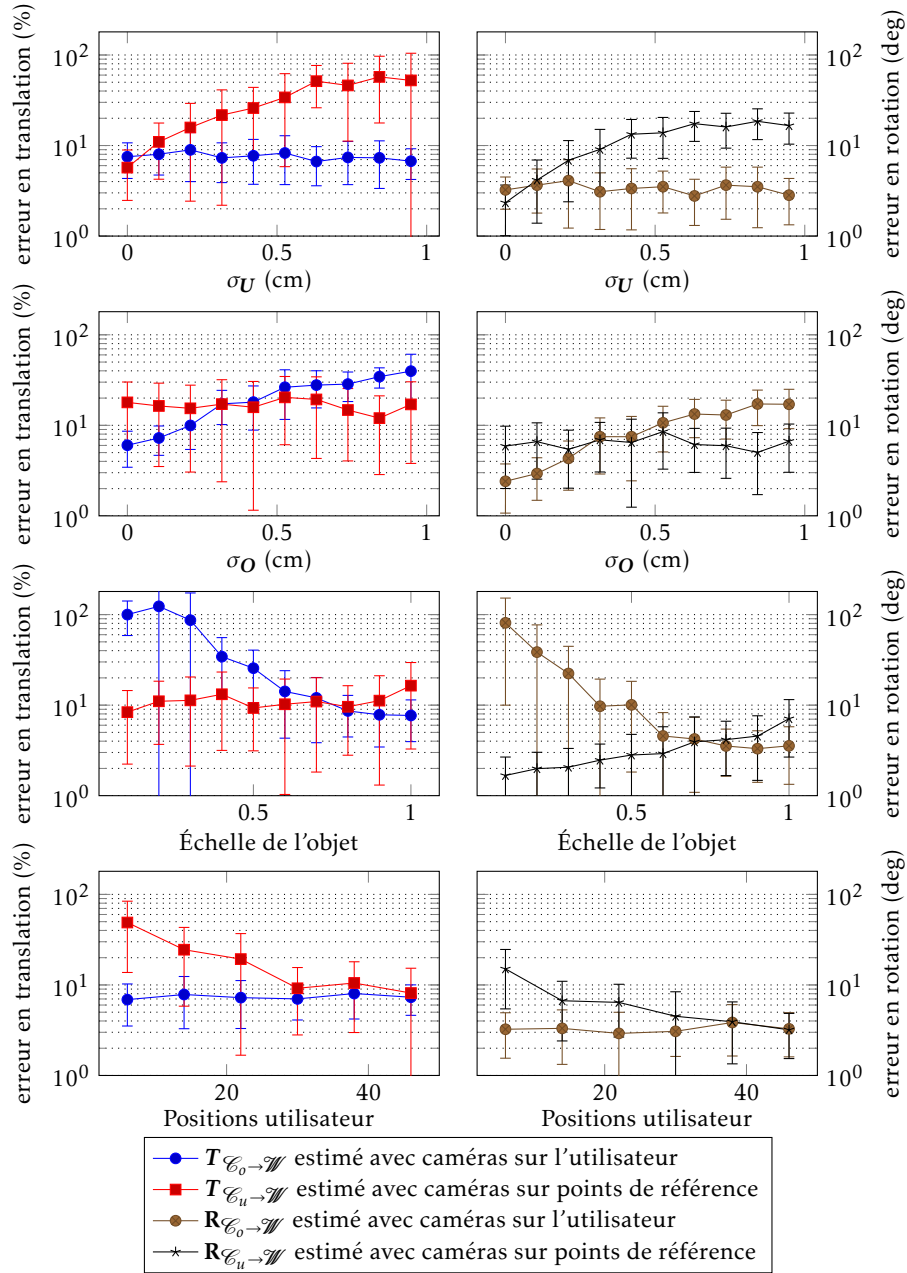 erreur en translation (%)
10^2
10^1
10^0
0 0.5 1
σ_U (cm)
10^2
10^1
10^0
erreur en rotation (deg)
0 0.5 1
σ_U (cm)
erreur en translation (%)
10^2
10^1
10^0
0 0.5 1
σ_O (cm)
10^2
10^1
10^0
erreur en rotation (deg)
0 0.5 1
σ_O (cm)
erreur en translation (%)
10^2
10^1
10^0
0.5 1
Échelle de l'objet
10^2
10^1
10^0
erreur en rotation (deg)
0.5 1
Échelle de l'objet
erreur en translation (%)
10^2
10^1
10^0
20 40
Positions utilisateur
10^2
10^1
10^0
erreur en rotation (deg)
20 40
Positions utilisateur
T_{𝒞_o→𝒲} estimé avec caméras sur l'utilisateur
T_{𝒞_u→𝒲} estimé avec caméras sur points de référence
R_{𝒞_o→𝒲} estimé avec caméras sur l'utilisateur
R_{𝒞_u→𝒲} estimé avec caméras sur points de référence